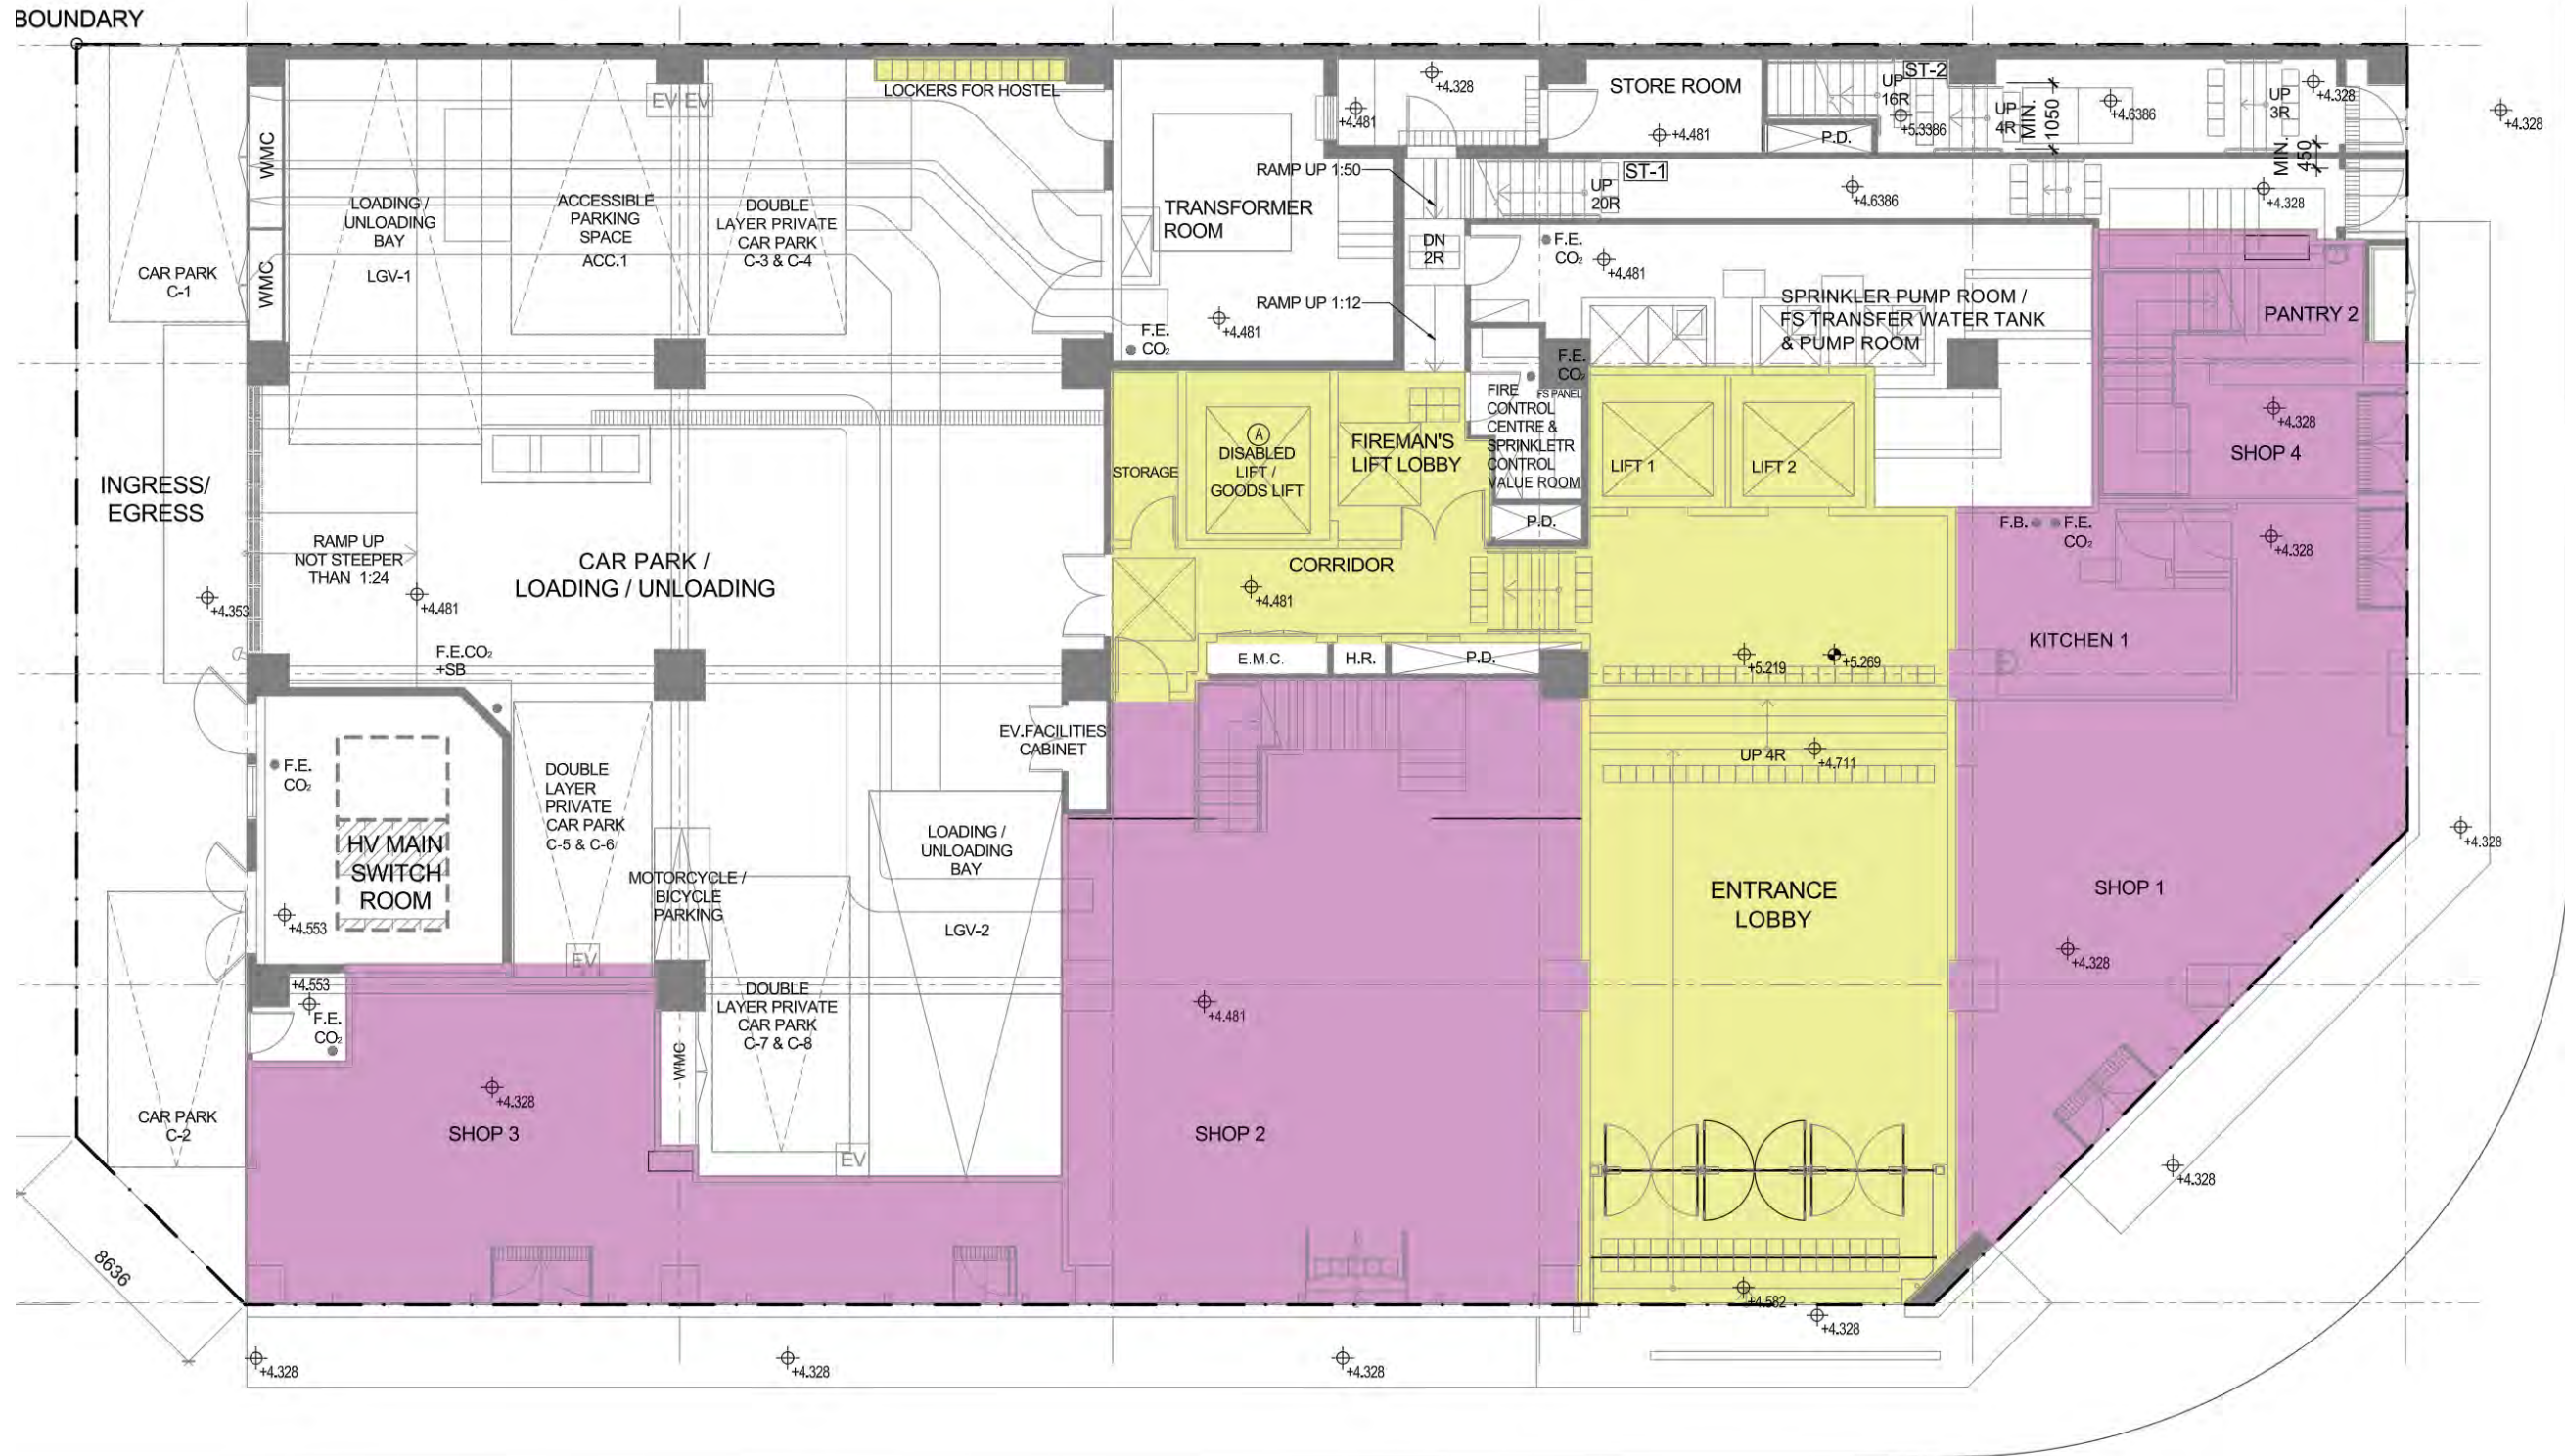 BOUNDARY
LOCKERS FOR HOSTEL
EV EV
WMC
WMC
CAR PARK
C-1
LOADING /
UNLOADING
BAY
LGV-1
ACCESSIBLE
PARKING
SPACE
ACC.1
DOUBLE
LAYER PRIVATE
CAR PARK
C-3 & C-4
TRANSFORMER
ROOM
+4.481
F.E.
CO₂
+4.328
+4.481
STORE ROOM
+4.481
P.D.
ST-2
UP
16R
+5.3386
UP
4R
MIN.
1050
+4.6386
UP
3R
+4.328
+4.328
MIN.
450
RAMP UP 1:50
ST-1
UP
20R
+4.6386
+4.328
DN
2R
RAMP UP 1:12
F.E.
CO₂
+4.481
SPRINKLER PUMP ROOM /
FS TRANSFER WATER TANK
& PUMP ROOM
PANTRY 2
+4.328
SHOP 4
F.E.
CO₂
FS PANEL
FIRE
CONTROL
CENTRE &
SPRINKLETR
CONTROL
VALUE ROOM
P.D.
LIFT 1
LIFT 2
STORAGE
A
DISABLED
LIFT /
GOODS LIFT
FIREMAN'S
LIFT LOBBY
CORRIDOR
+4.481
E.M.C.
H.R.
P.D.
INGRESS/
EGRESS
+4.353
RAMP UP
NOT STEEPER
THAN 1:24
+4.481
CAR PARK /
LOADING / UNLOADING
F.E.CO₂
+SB
F.B.
F.E.
CO₂
+4.328
KITCHEN 1
+5.219
+5.269
UP 4R
+4.711
EV.FACILITIES
CABINET
F.E.
CO₂
HV MAIN
SWITCH
ROOM
+4.553
DOUBLE
LAYER
PRIVATE
CAR PARK
C-5 & C-6
EV
MOTORCYCLE /
BICYCLE
PARKING
LOADING /
UNLOADING
BAY
LGV-2
ENTRANCE
LOBBY
SHOP 1
+4.328
+4.328
+4.553
F.E.
CO₂
DOUBLE
LAYER PRIVATE
CAR PARK
C-7 & C-8
WMC
EV
+4.481
SHOP 2
+4.328
SHOP 3
CAR PARK
C-2
+4.328
8636
+4.582
+4.328
+4.328
+4.328
+4.328